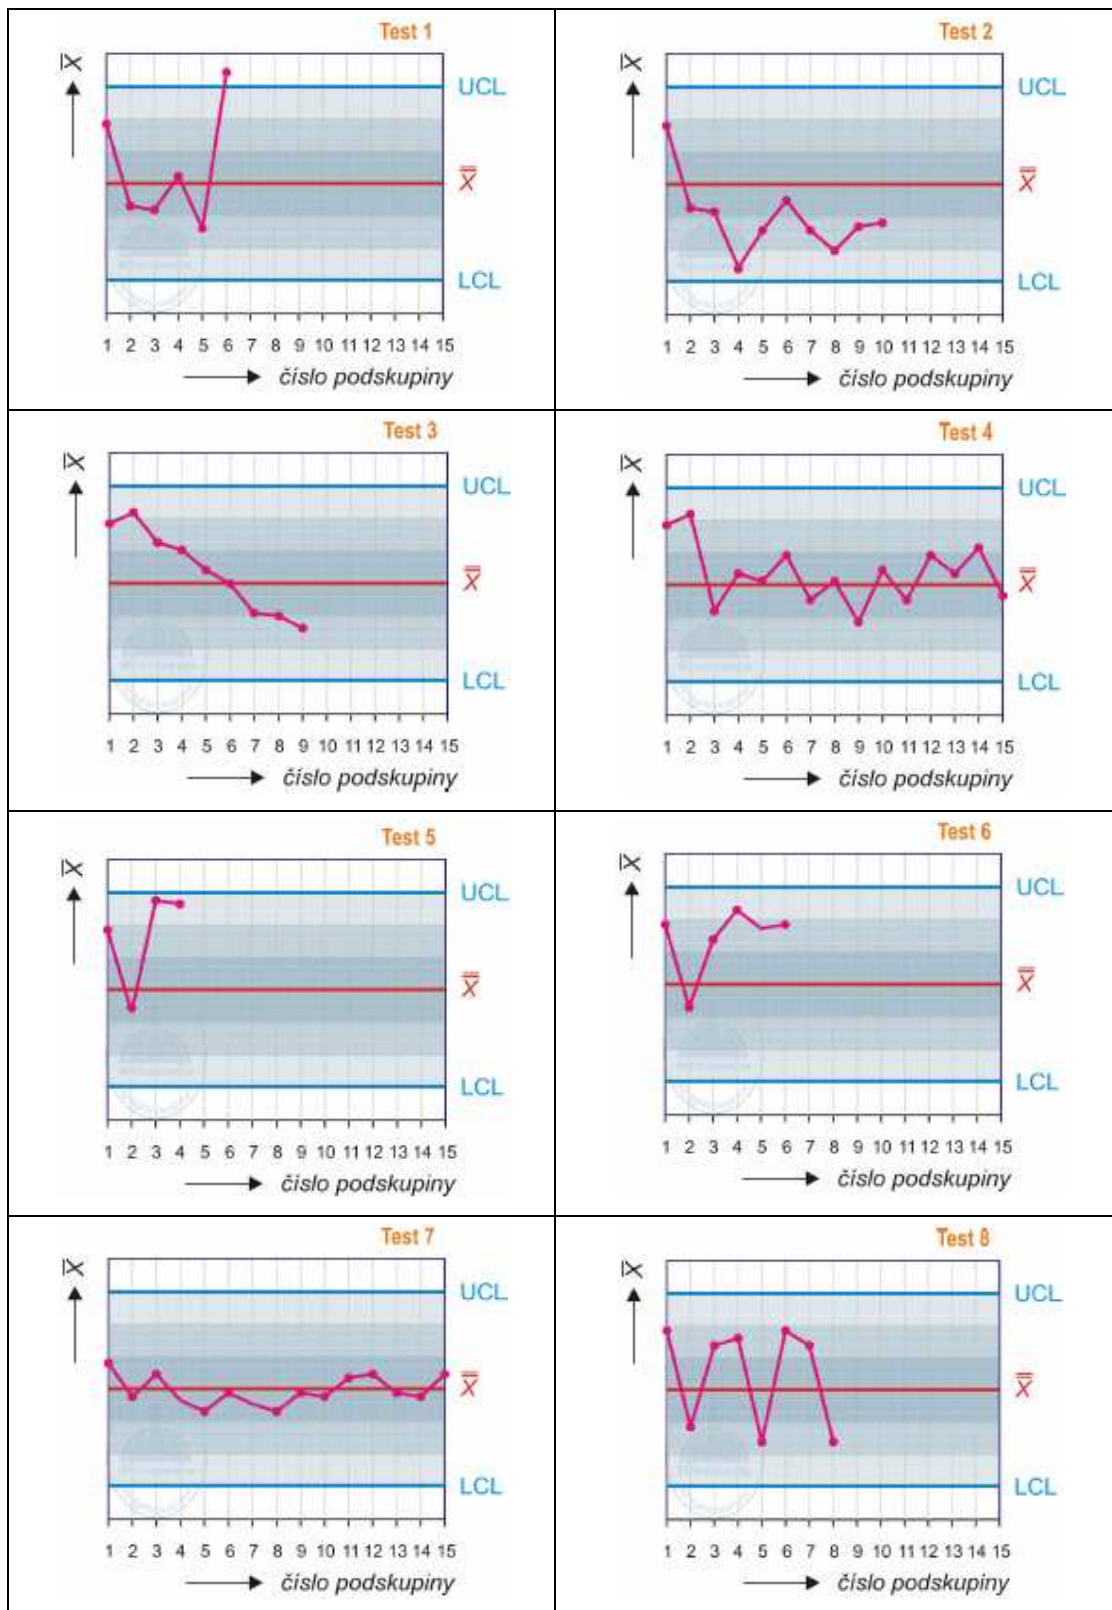 Test 1
X̅
UCL
X̿
LCL
1 2 3 4 5 6 7 8 9 10 11 12 13 14 15
číslo podskupiny
Test 2
X̅
UCL
X̿
LCL
1 2 3 4 5 6 7 8 9 10 11 12 13 14 15
číslo podskupiny
Test 3
X̅
UCL
X̿
LCL
1 2 3 4 5 6 7 8 9 10 11 12 13 14 15
číslo podskupiny
Test 4
X̅
UCL
X̿
LCL
1 2 3 4 5 6 7 8 9 10 11 12 13 14 15
číslo podskupiny
Test 5
X̅
UCL
X̿
LCL
1 2 3 4 5 6 7 8 9 10 11 12 13 14 15
číslo podskupiny
Test 6
X̅
UCL
X̿
LCL
1 2 3 4 5 6 7 8 9 10 11 12 13 14 15
číslo podskupiny
Test 7
X̅
UCL
X̿
LCL
1 2 3 4 5 6 7 8 9 10 11 12 13 14 15
číslo podskupiny
Test 8
X̅
UCL
X̿
LCL
1 2 3 4 5 6 7 8 9 10 11 12 13 14 15
číslo podskupiny